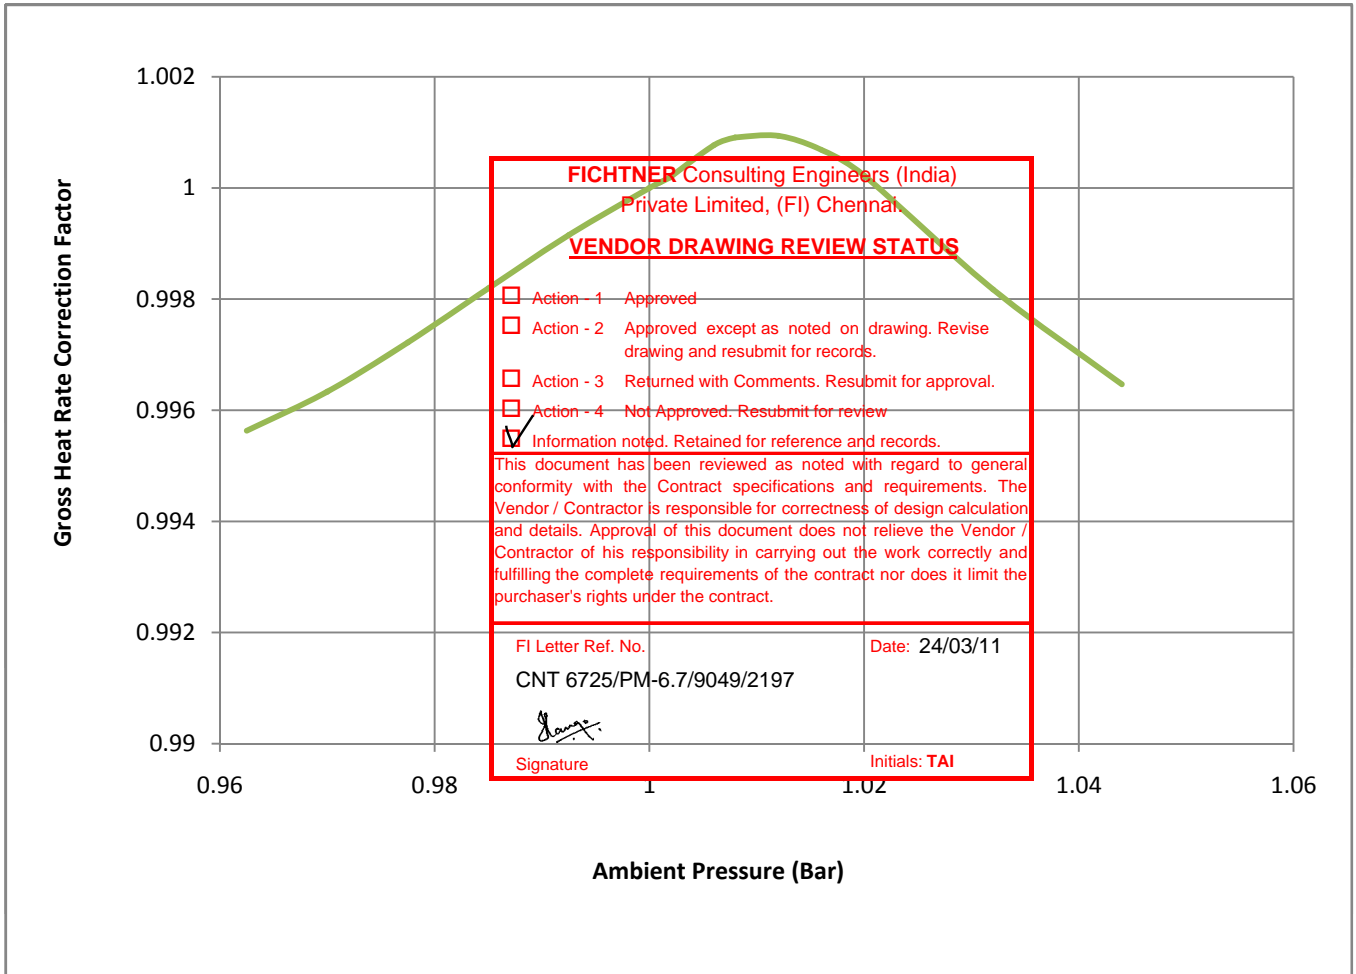 1.002
1
0.998
0.996
0.994
0.992
0.99
Gross Heat Rate Correction Factor
FICHTNER Consulting Engineers (India)
Private Limited, (FI) Chennai.
VENDOR DRAWING REVIEW STATUS
Action - 1 Approved
Action - 2 Approved except as noted on drawing. Revise
drawing and resubmit for records.
Action - 3 Returned with Comments. Resubmit for approval.
Action - 4 Not Approved. Resubmit for review
Information noted. Retained for reference and records.
This document has been reviewed as noted with regard to general
conformity with the Contract specifications and requirements. The
Vendor / Contractor is responsible for correctness of design calculation
and details. Approval of this document does not relieve the Vendor /
Contractor of his responsibility in carrying out the work correctly and
fulfilling the complete requirements of the contract nor does it limit the
purchaser's rights under the contract.
FI Letter Ref. No. Date: 24/03/11
CNT 6725/PM-6.7/9049/2197
Signature Initials: TAI
0.96 0.98 1 1.02 1.04 1.06
Ambient Pressure (Bar)